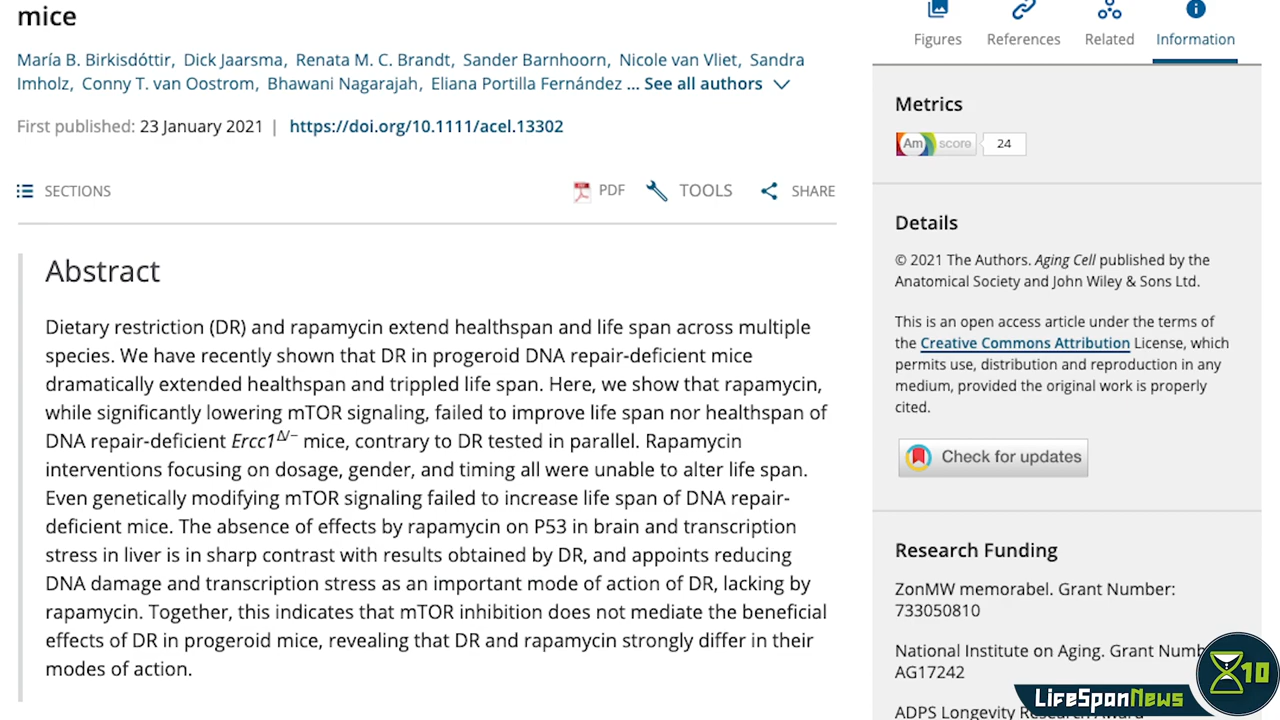 mice
María B. Birkisdóttir, Dick Jaarsma, Renata M. C. Brandt, Sander Barnhoorn, Nicole van Vliet, Sandra
Imholz, Conny T. van Oostrom, Bhawani Nagarajah, Eliana Portilla Fernández ... See all authors
First published: 23 January 2021 | https://doi.org/10.1111/acel.13302
SECTIONS
PDF
TOOLS
SHARE
Abstract
Dietary restriction (DR) and rapamycin extend healthspan and life span across multiple
species. We have recently shown that DR in progeroid DNA repair-deficient mice
dramatically extended healthspan and trippled life span. Here, we show that rapamycin,
while significantly lowering mTOR signaling, failed to improve life span nor healthspan of
DNA repair-deficient Ercc1Δ/− mice, contrary to DR tested in parallel. Rapamycin
interventions focusing on dosage, gender, and timing all were unable to alter life span.
Even genetically modifying mTOR signaling failed to increase life span of DNA repair-
deficient mice. The absence of effects by rapamycin on P53 in brain and transcription
stress in liver is in sharp contrast with results obtained by DR, and appoints reducing
DNA damage and transcription stress as an important mode of action of DR, lacking by
rapamycin. Together, this indicates that mTOR inhibition does not mediate the beneficial
effects of DR in progeroid mice, revealing that DR and rapamycin strongly differ in their
modes of action.
Figures
References
Related
Information
Metrics
Am score 24
Details
© 2021 The Authors. Aging Cell published by the
Anatomical Society and John Wiley & Sons Ltd.
This is an open access article under the terms of
the Creative Commons Attribution License, which
permits use, distribution and reproduction in any
medium, provided the original work is properly
cited.
Check for updates
Research Funding
ZonMW memorabel. Grant Number:
733050810
National Institute on Aging. Grant Numb
AG17242
ADPS Longevity Research Award
LifeSpanNews
10